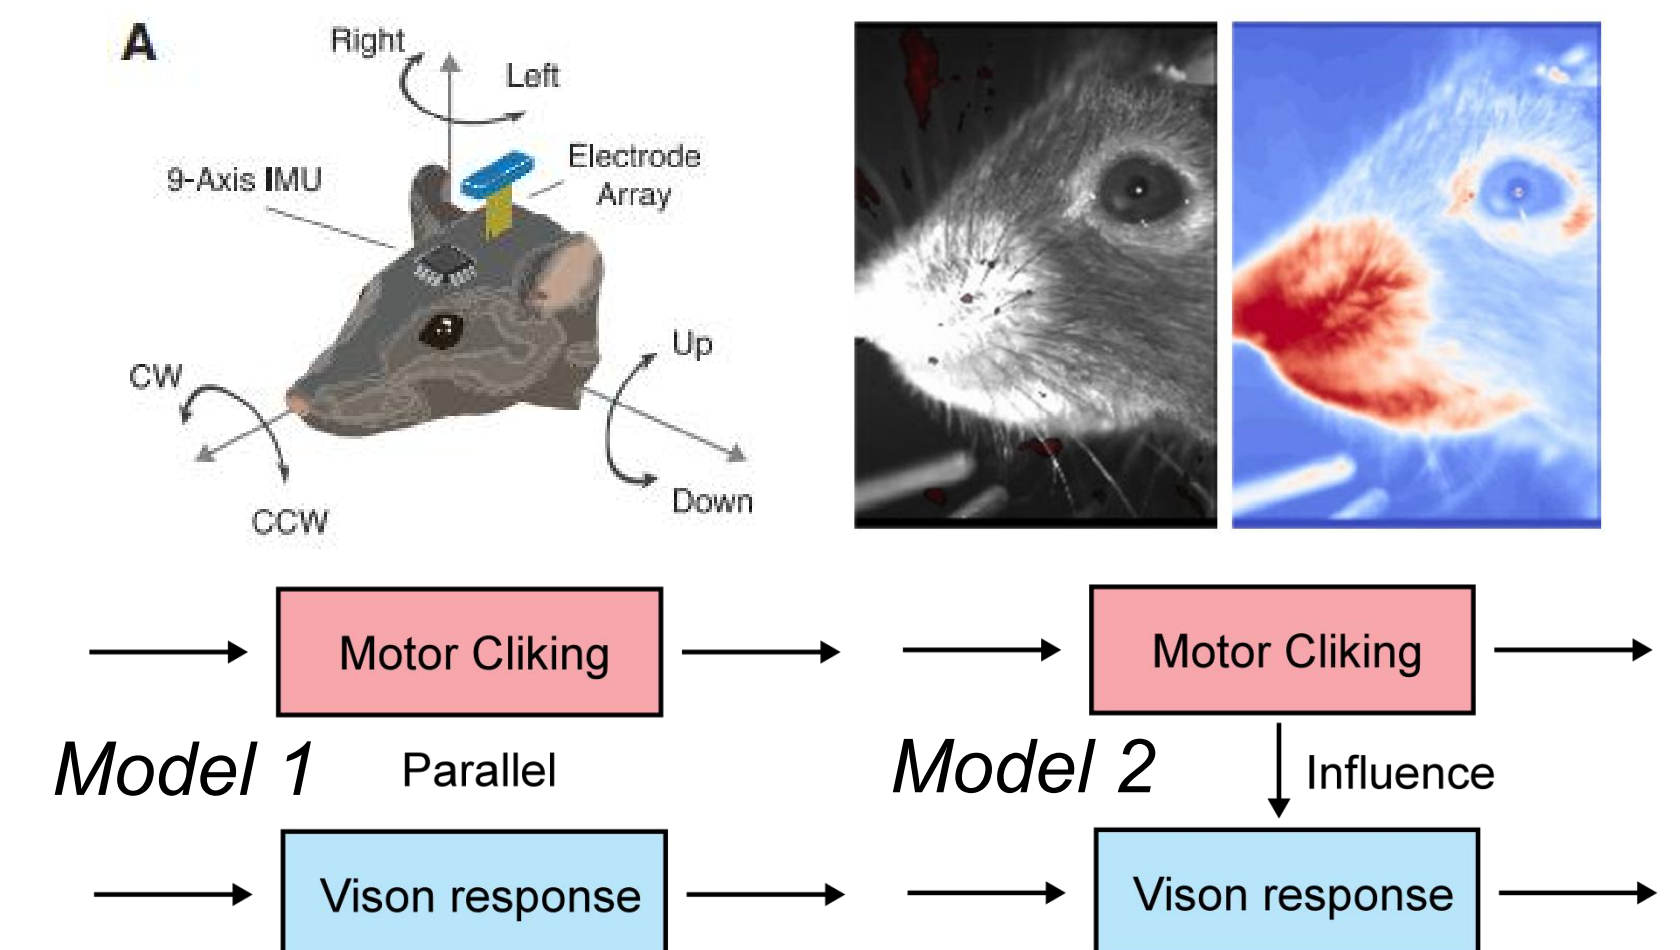 A
Right
Left
9-Axis IMU
Electrode
Array
CW
CCW
Up
Down
Motor Cliking
Motor Cliking
Model 1
Parallel
Model 2
Influence
Vison response
Vison response